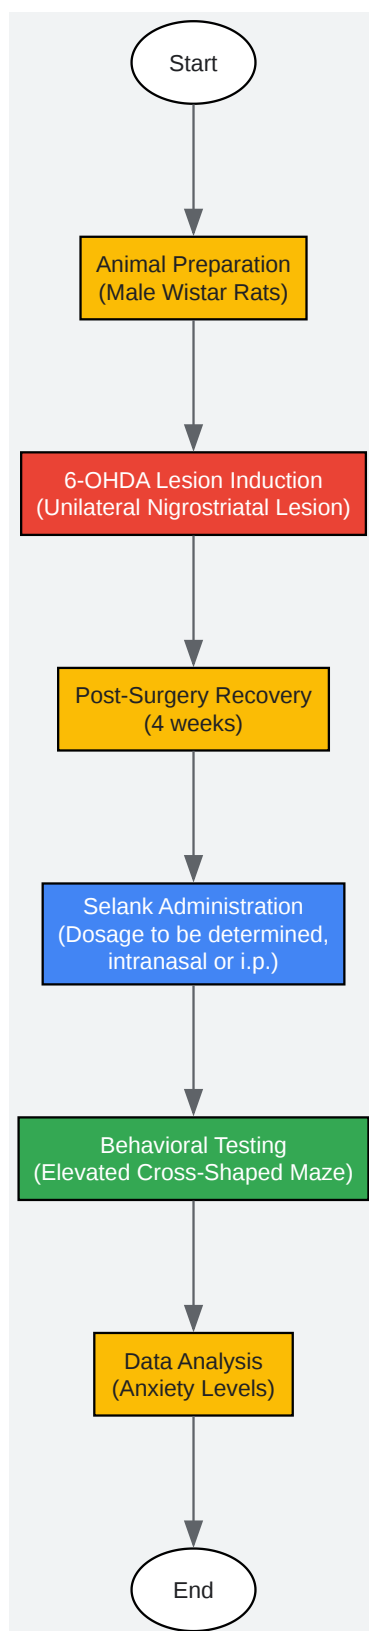 Start
Animal Preparation
(Male Wistar Rats)
6-OHDA Lesion Induction
(Unilateral Nigrostriatal Lesion)
Post-Surgery Recovery
(4 weeks)
Selank Administration
(Dosage to be determined,
intranasal or i.p.)
Behavioral Testing
(Elevated Cross-Shaped Maze)
Data Analysis
(Anxiety Levels)
End